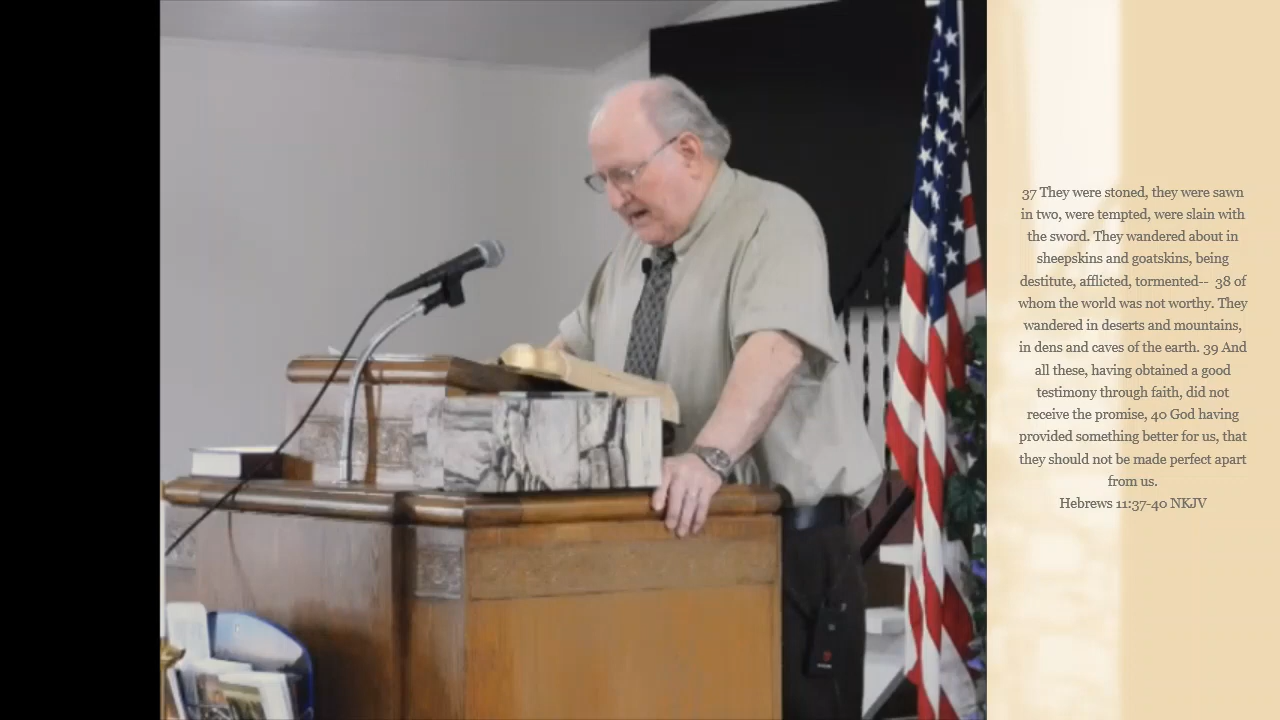 37 They were stoned, they were sawn
in two, were tempted, were slain with
the sword. They wandered about in
sheepskins and goatskins, being
destitute, afflicted, tormented--  38 of
whom the world was not worthy. They
wandered in deserts and mountains,
in dens and caves of the earth. 39 And
all these, having obtained a good
testimony through faith, did not
receive the promise, 40 God having
provided something better for us, that
they should not be made perfect apart
from us.
Hebrews 11:37-40 NKJV